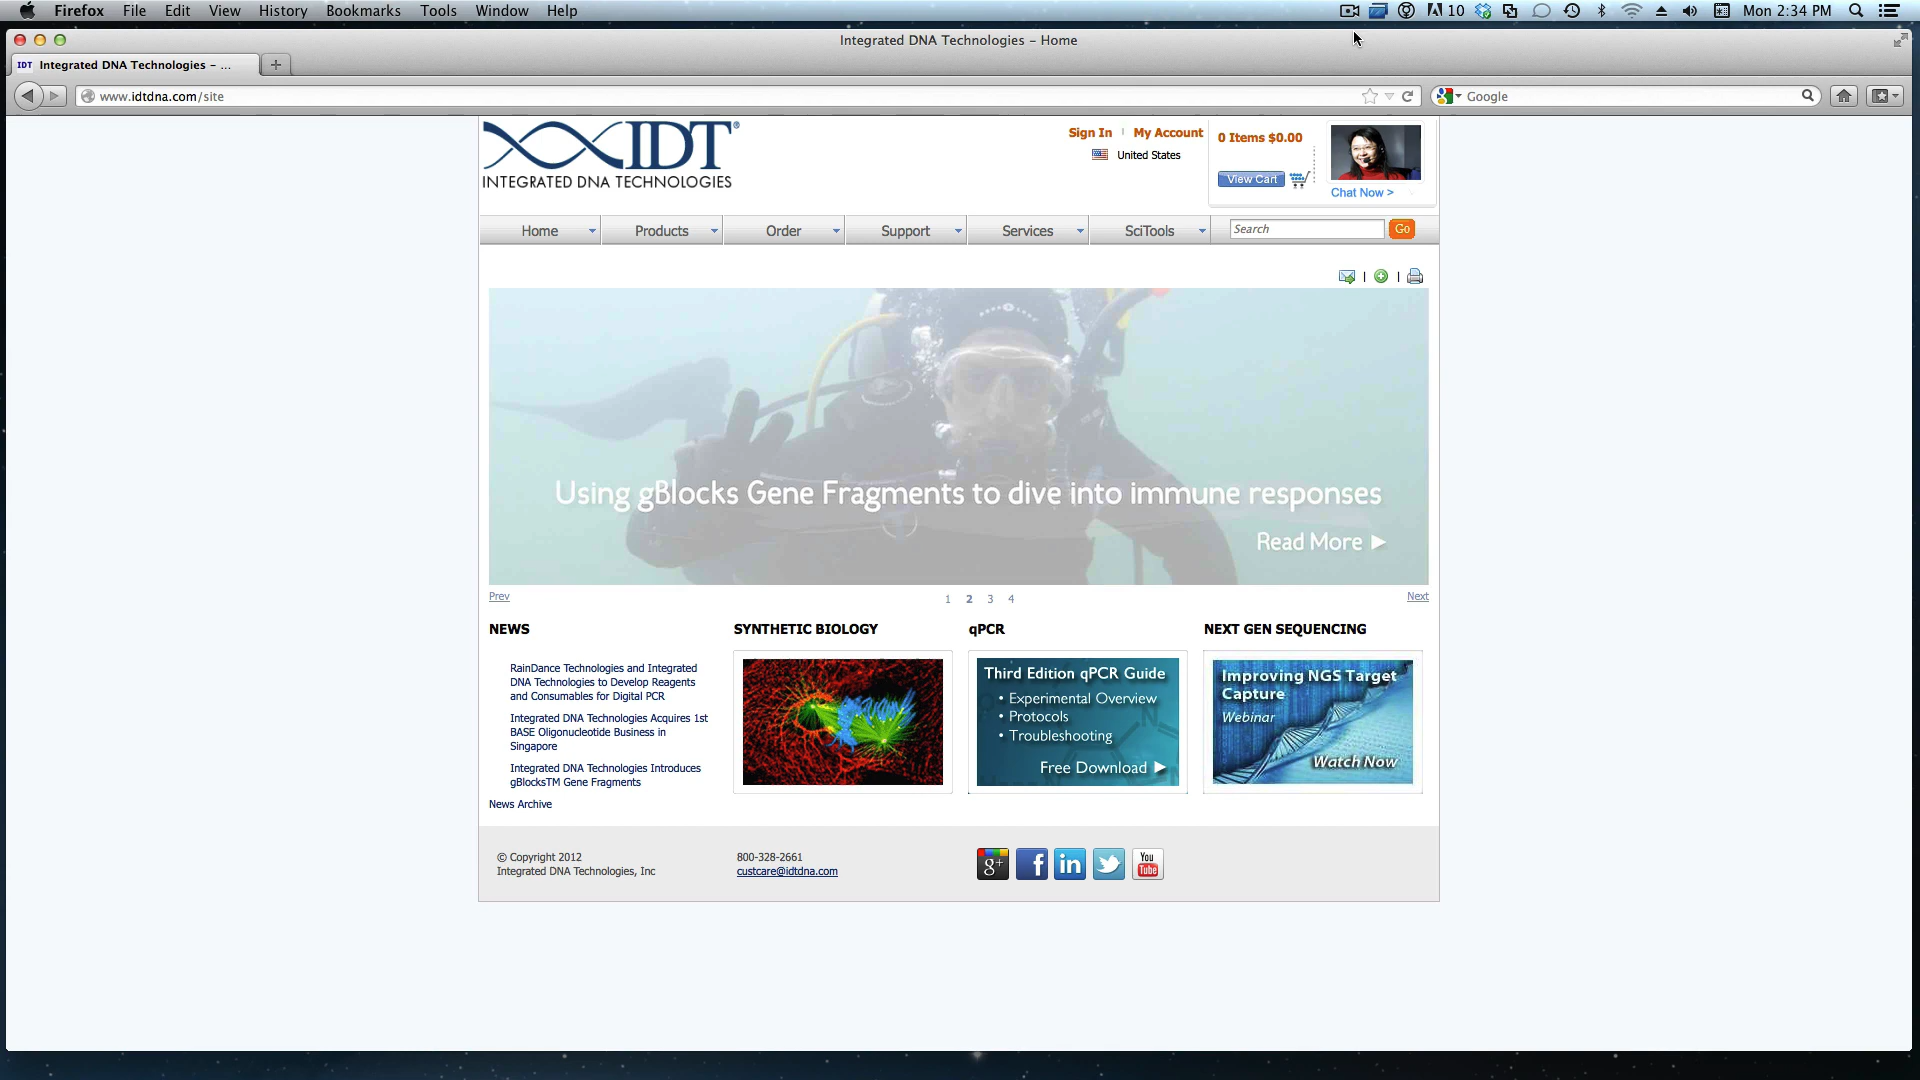 Firefox File Edit View History Bookmarks Tools Window Help
10 Mon 2:34 PM
Integrated DNA Technologies – Home
IDT Integrated DNA Technologies – ...
www.idtdna.com/site
Google
IDT®
INTEGRATED DNA TECHNOLOGIES
Sign In My Account
United States
0 Items $0.00
View Cart
Chat Now >
Home Products Order Support Services SciTools Search Go
Using gBlocks Gene Fragments to dive into immune responses
Read More
Prev 1 2 3 4 Next
NEWS
RainDance Technologies and Integrated
DNA Technologies to Develop Reagents
and Consumables for Digital PCR
Integrated DNA Technologies Acquires 1st
BASE Oligonucleotide Business in
Singapore
Integrated DNA Technologies Introduces
gBlocksTM Gene Fragments
News Archive
SYNTHETIC BIOLOGY
qPCR
Third Edition qPCR Guide
• Experimental Overview
• Protocols
• Troubleshooting
Free Download
NEXT GEN SEQUENCING
Improving NGS Target
Capture
Webinar
Watch Now
© Copyright 2012
Integrated DNA Technologies, Inc
800-328-2661
custcare@idtdna.com
g+ f in You
Tube